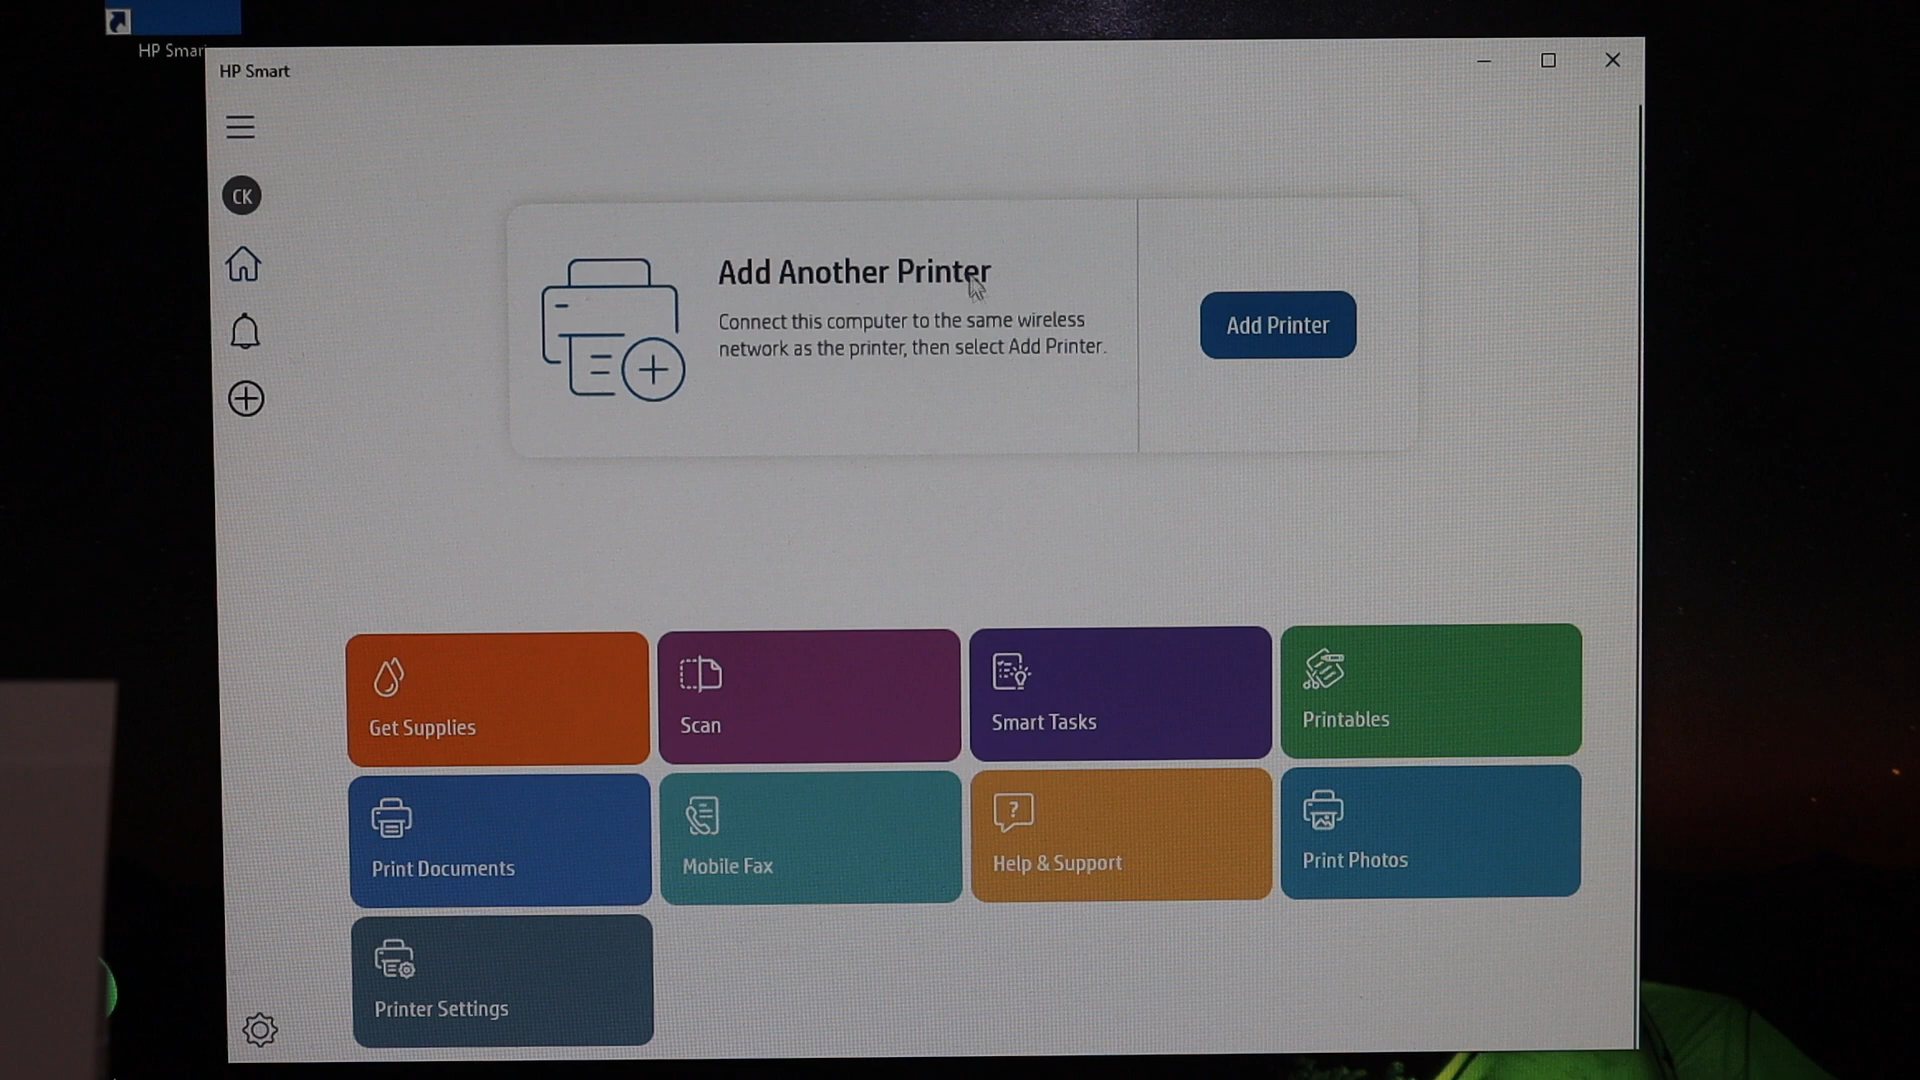 HP Smart
HP Smart
CK
Add Another Printer
Connect this computer to the same wireless
network as the printer, then select Add Printer.
Add Printer
Get Supplies
Scan
Smart Tasks
Printables
Print Documents
Mobile Fax
Help & Support
Print Photos
Printer Settings